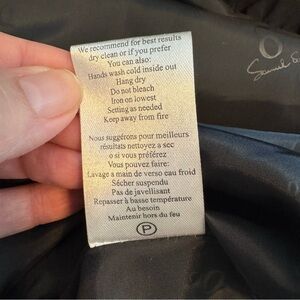 We recommend for best results
dry clean or if you prefer
You can also:
Hands wash cold inside out
Hang dry
Do not bleach
Iron on lowest
Setting as needed
Keep away from fire
Nous suggérons pour meilleurs
résultats nettoyez a sec
o si vous préférez
Vous pouvez faire:
Lavage a main de verso eau froid
Sécher suspendu
Pas de javellisant
Repasser à basse température
Au besoin
Maintenir hors du feu
P